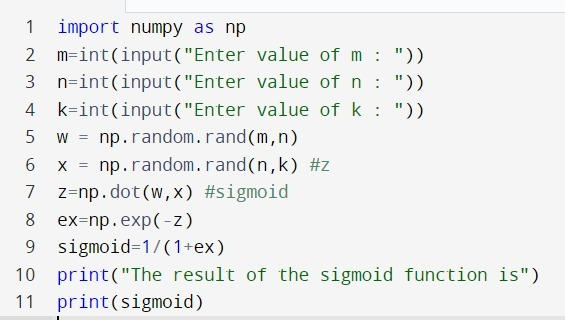 1 import numpy as np
2 m=int(input("Enter value of m : "))
3 n=int(input("Enter value of n : "))
4 k=int(input("Enter value of k : "))
5 w = np.random.rand(m,n)
6 x = np.random.rand(n,k) #z
7 z=np.dot(w,x) #sigmoid
8 ex=np.exp(-z)
9 sigmoid=1/(1+ex)
10 print("The result of the sigmoid function is")
11 print(sigmoid)